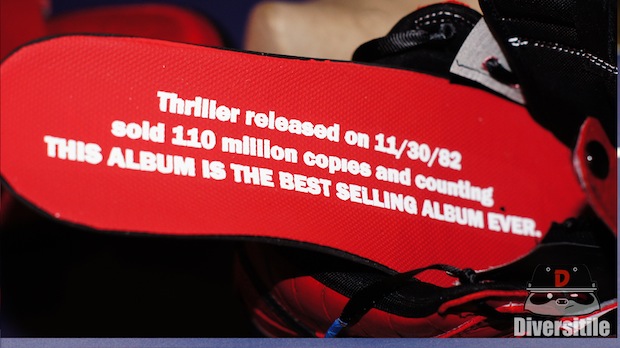 Thriller released on 11/30/82
sold 110 million copies and counting
THIS ALBUM IS THE BEST SELLING ALBUM EVER.
D
Diversitile